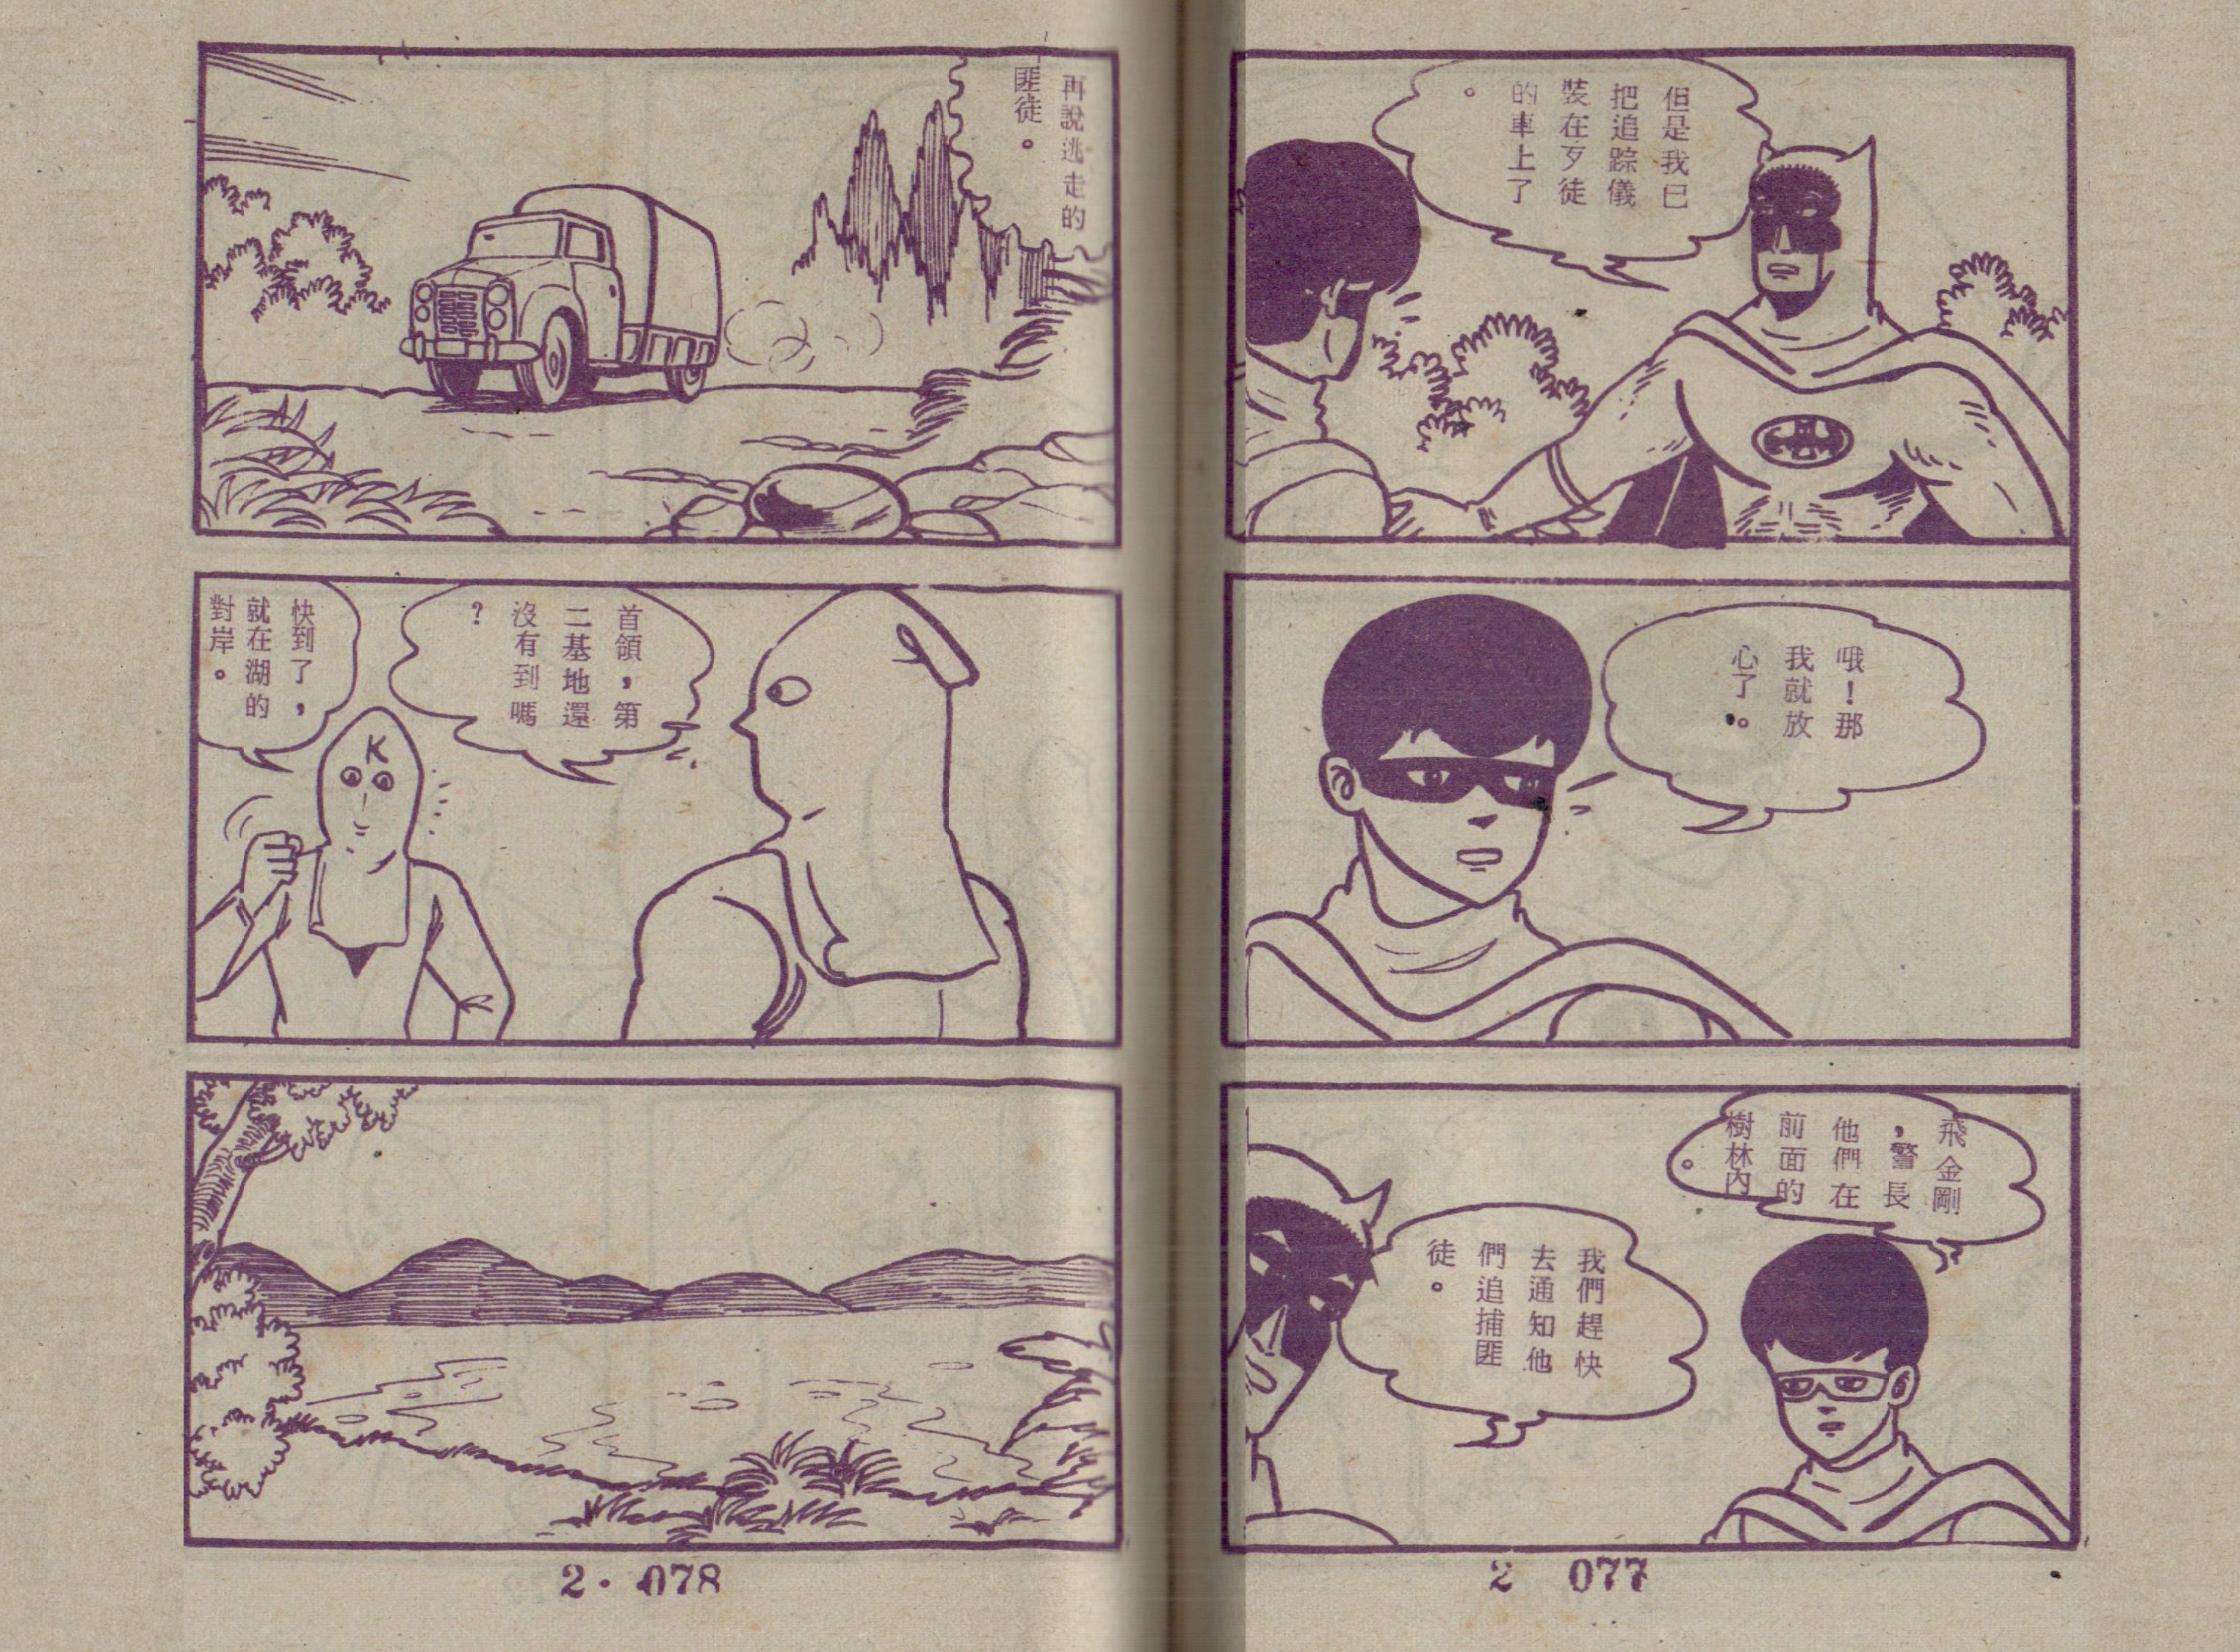 但是我已
把追踪儀
裝在歹徒
的車上了
。
哦！那
我就放
心了。
飛金剛
，警長
他們在
前面的
樹林內
。
我們趕快
去通知他
們追捕匪
徒。
2 077
再說逃走的
匪徒。
首領，第
二基地還
沒有到嗎
？
快到了，
就在湖的
對岸。
K
2·078